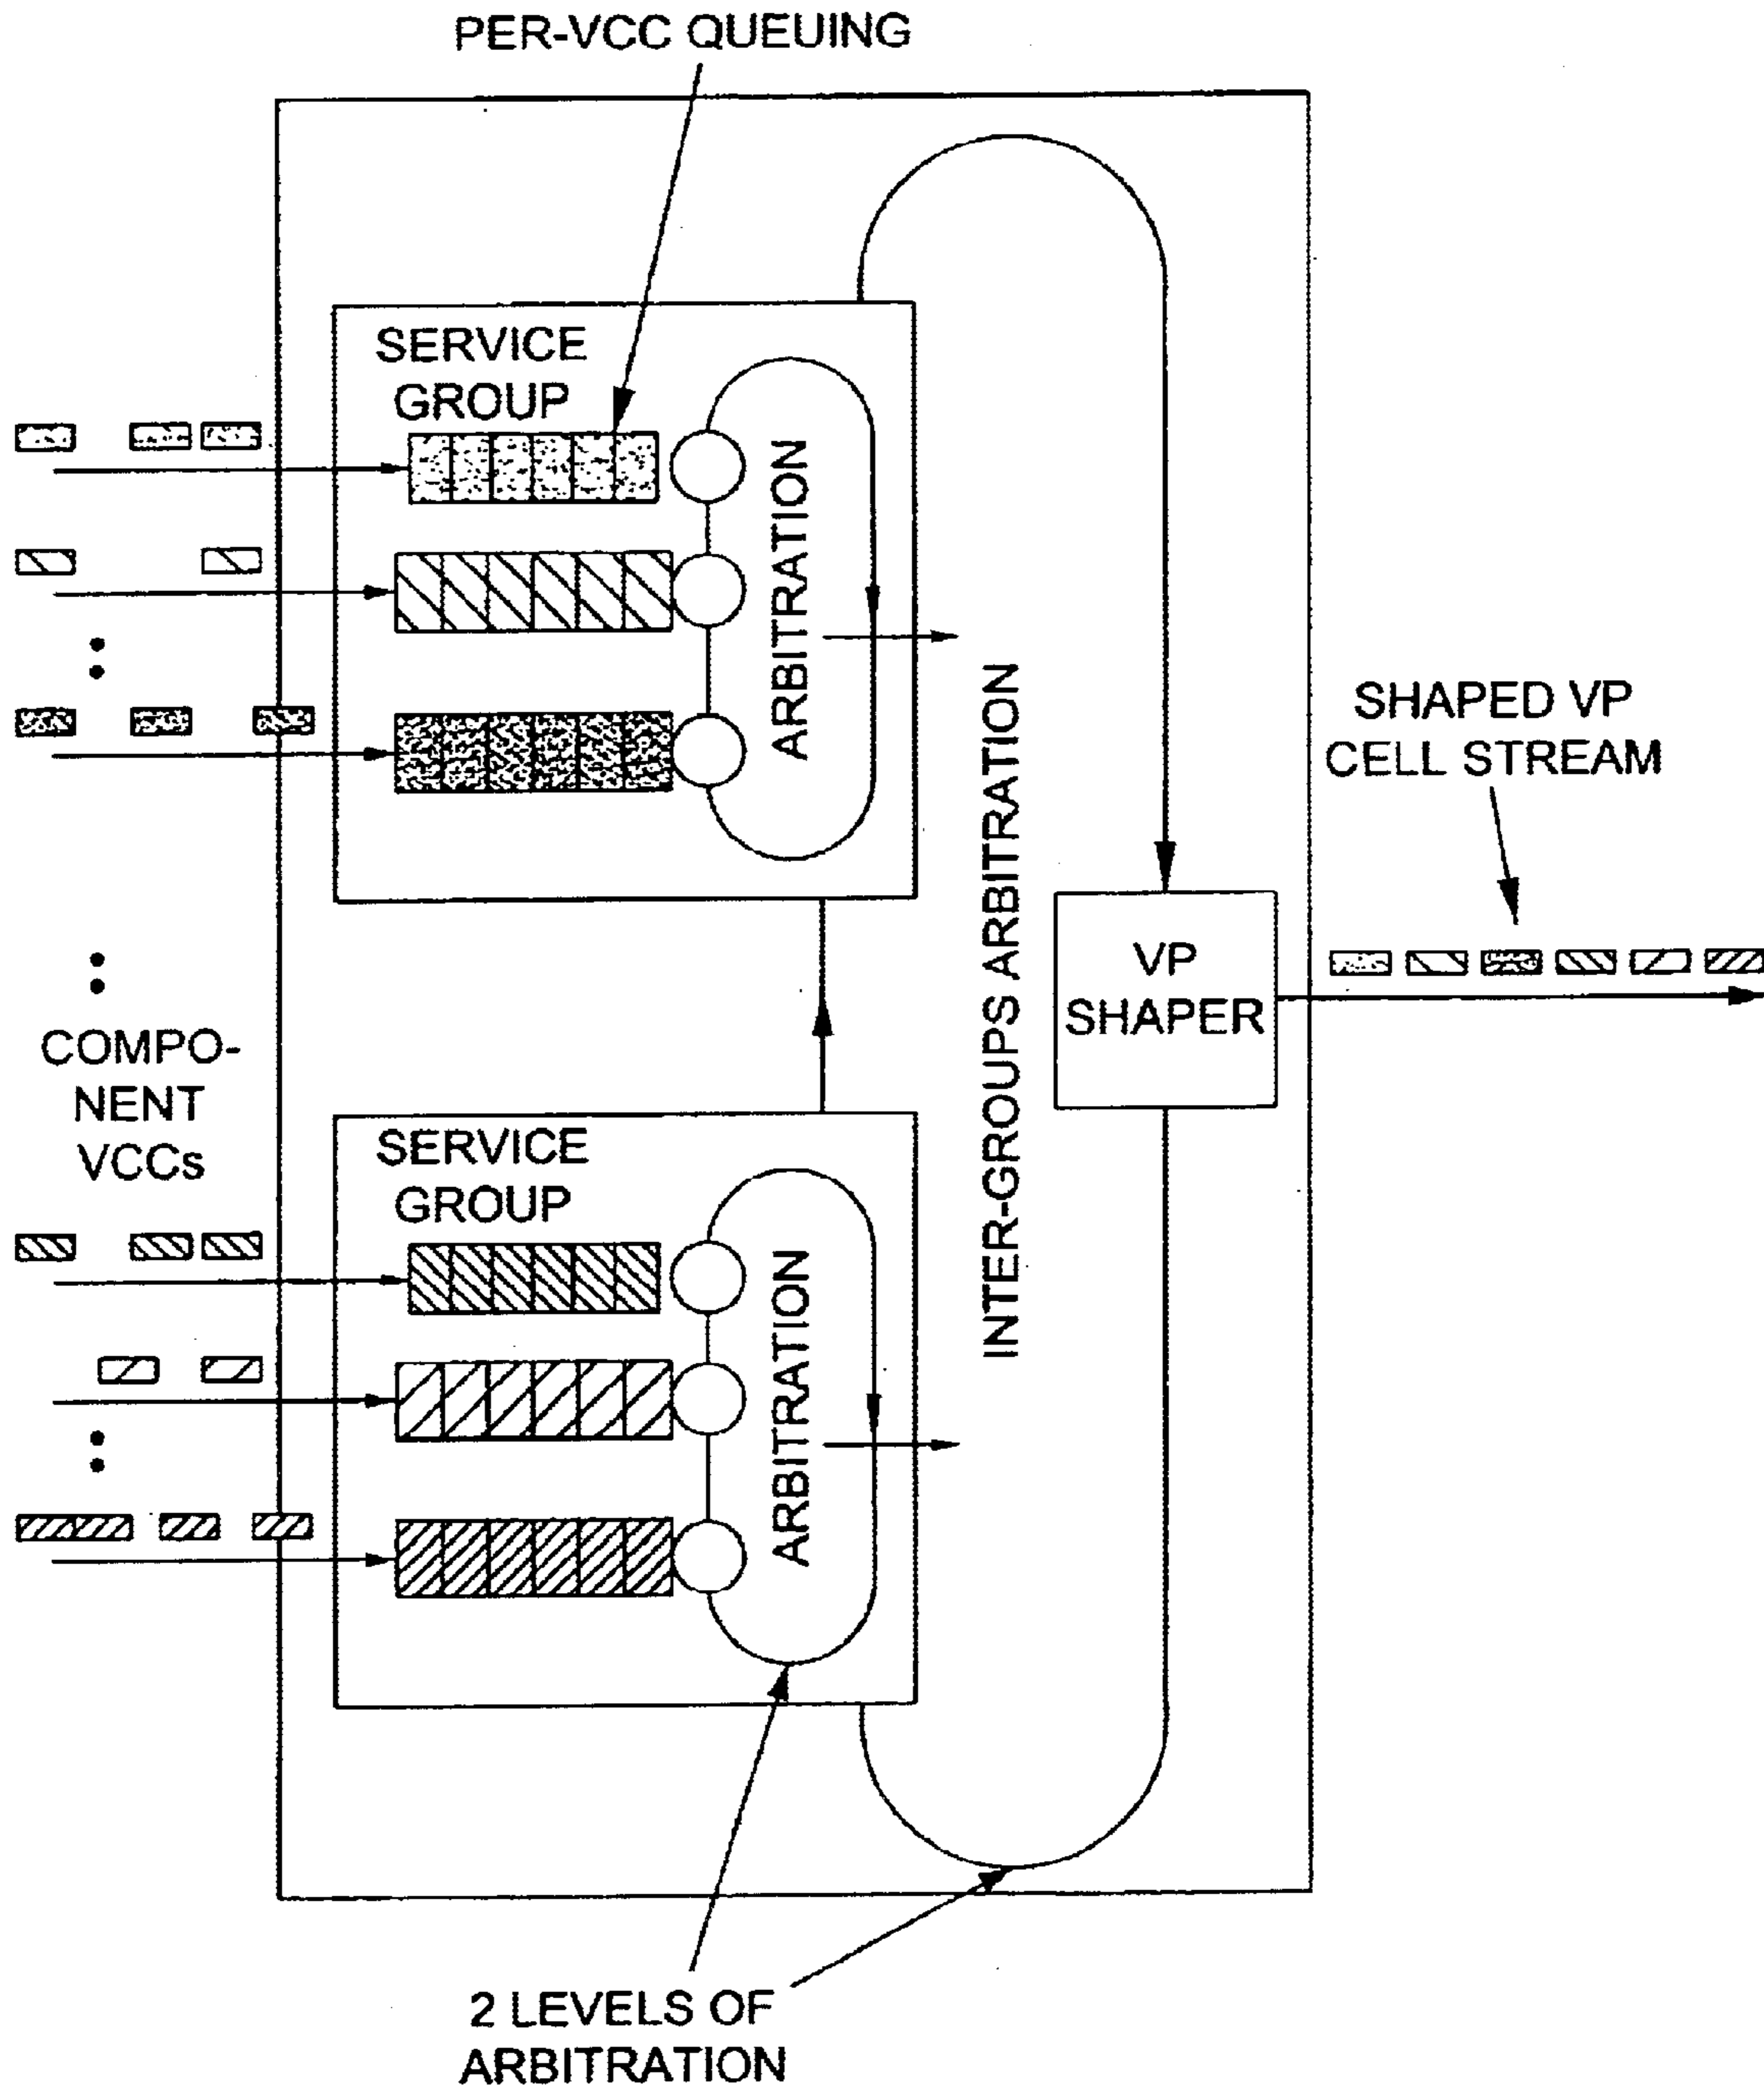 PER-VCC QUEUING
SERVICE
GROUP
ARBITRATION
INTER-GROUPS ARBITRATION
SHAPED VP
CELL STREAM
VP
SHAPER
COMPO-
NENT
VCCs
SERVICE
GROUP
ARBITRATION
2 LEVELS OF
ARBITRATION